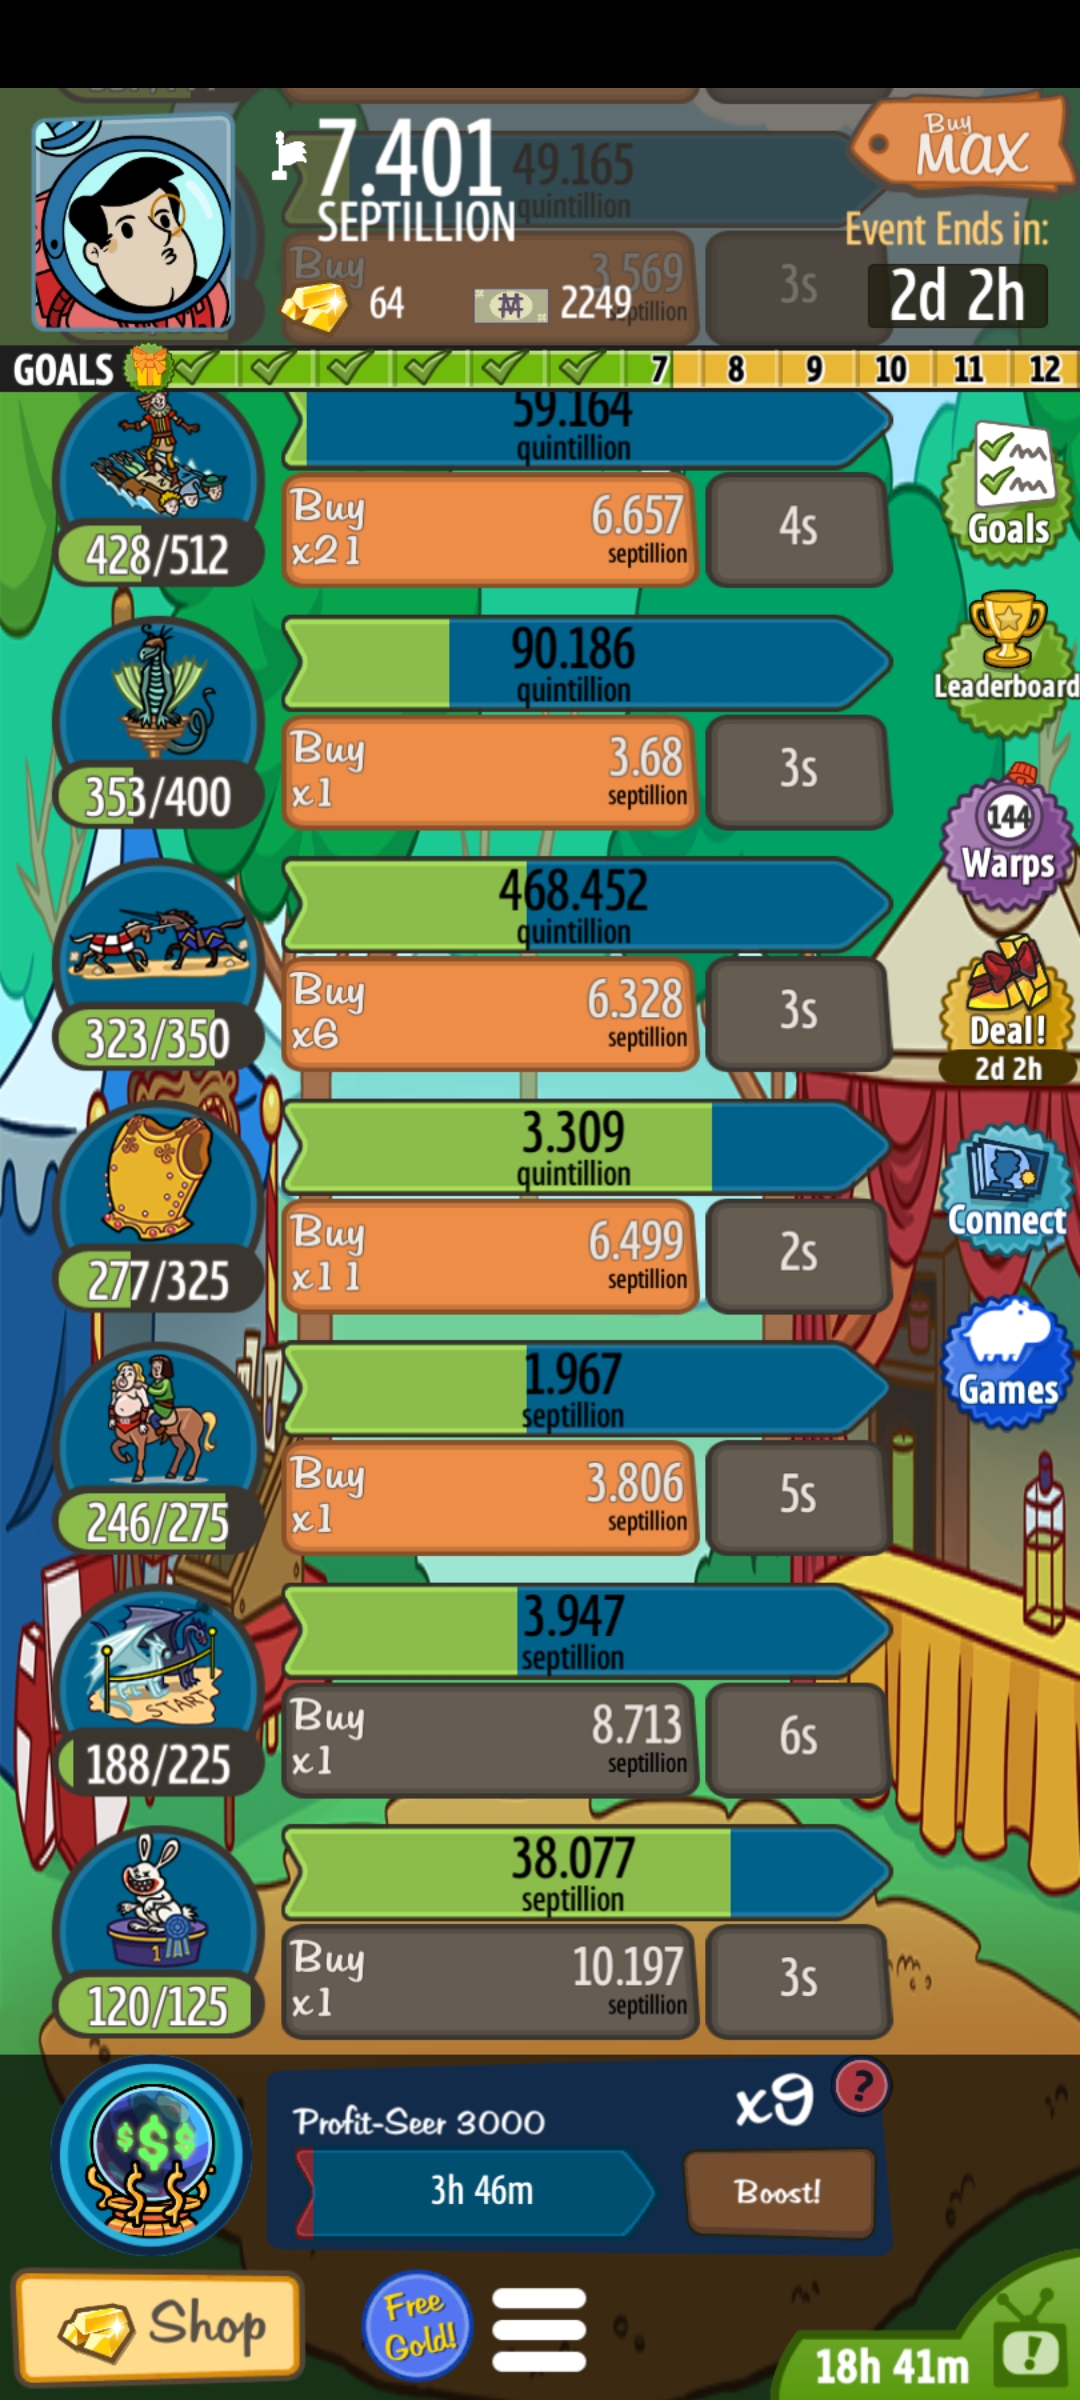 7.401
SEPTILLION
49.165
quintillion
Buy
MAX
Event Ends in:
2d 2h
Buy
3.569
septillion
3s
64
2249
GOALS
7 8 9 10 11 12
59.164
quintillion
428/512
Buy
x21
6.657
septillion
4s
Goals
90.186
quintillion
353/400
Buy
x1
3.68
septillion
3s
Leaderboard
144
Warps
468.452
quintillion
323/350
Buy
x6
6.328
septillion
3s
Deal!
2d 2h
3.309
quintillion
277/325
Buy
x11
6.499
septillion
2s
Connect
1.967
septillion
246/275
Buy
x1
3.806
septillion
5s
Games
3.947
septillion
START
188/225
Buy
x1
8.713
septillion
6s
38.077
septillion
1
120/125
Buy
x1
10.197
septillion
3s
$$$
Profit-Seer 3000
x9
?
3h 46m
Boost!
Shop
Free
Gold!
18h 41m
!